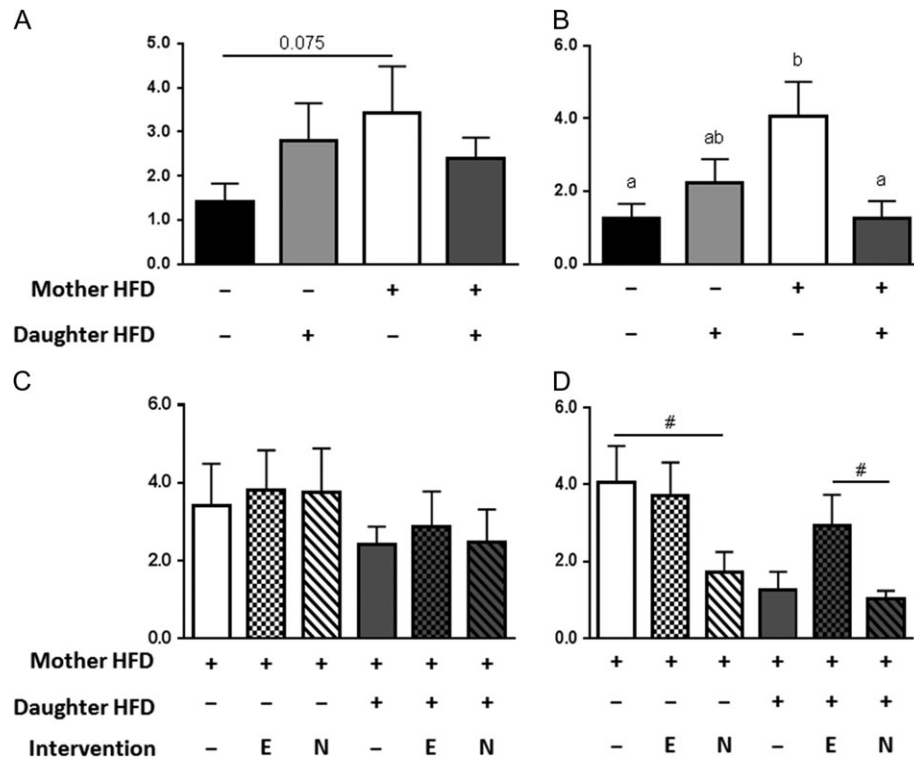 A
5.0
4.0
3.0
2.0
1.0
0.0
0.075
Mother HFD – – + +
Daughter HFD – + – +
B
6.0
4.0
2.0
0.0
a ab b a
– – + +
– + – +
C
6.0
4.0
2.0
0.0
Mother HFD + + + + + +
Daughter HFD – – – + + +
Intervention – E N – E N
D
6.0
4.0
2.0
0.0
# #
+ + + + + +
– – – + + +
– E N – E N